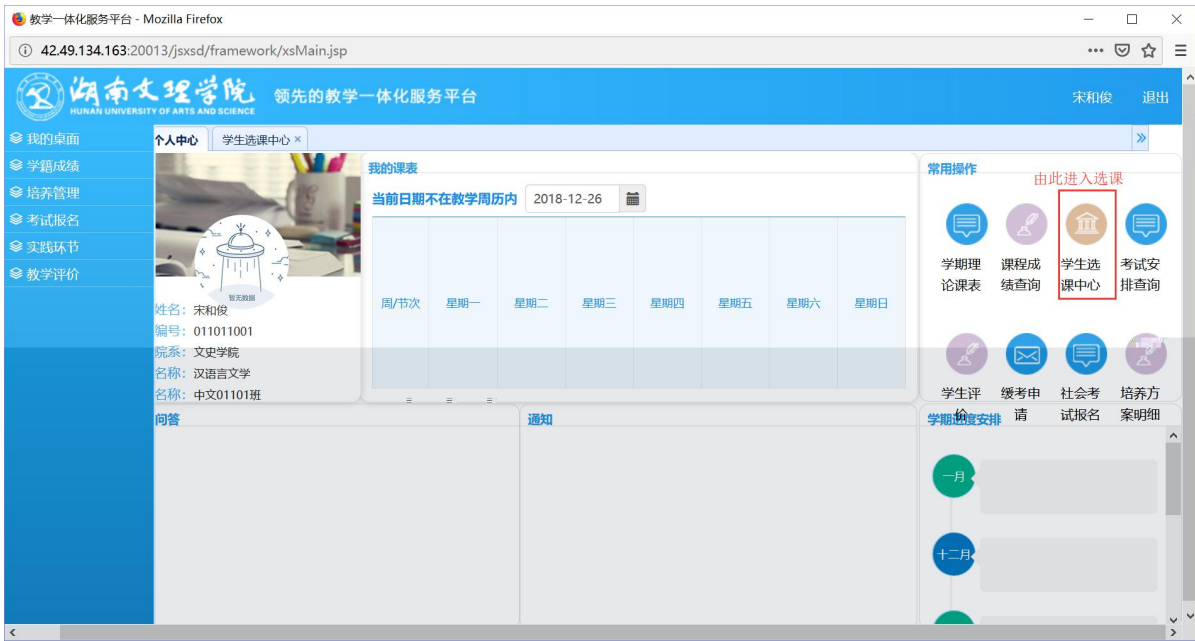 教学一体化服务平台 - Mozilla Firefox
42.49.134.163:20013/jsxsd/framework/xsMain.jsp
湖南文理学院
HUNAN UNIVERSITY OF ARTS AND SCIENCE
领先的教学一体化服务平台
宋和俊 退出
我的桌面
学籍成绩
培养管理
考试报名
实践环节
教学评价
个人中心 学生选课中心 ×
暂无数据
姓名：宋和俊
编号：011011001
院系：文史学院
名称：汉语言文学
名称：中文01101班
我的课表
当前日期不在教学周历内 2018-12-26
周/节次 星期一 星期二 星期三 星期四 星期五 星期六 星期日
常用操作
由此进入选课
学期理论课表
课程成绩查询
学生选课中心
考试安排查询
学生评价
缓考申请
社会考试报名
培养方案明细
问答
通知
学期进度安排
一月
十二月